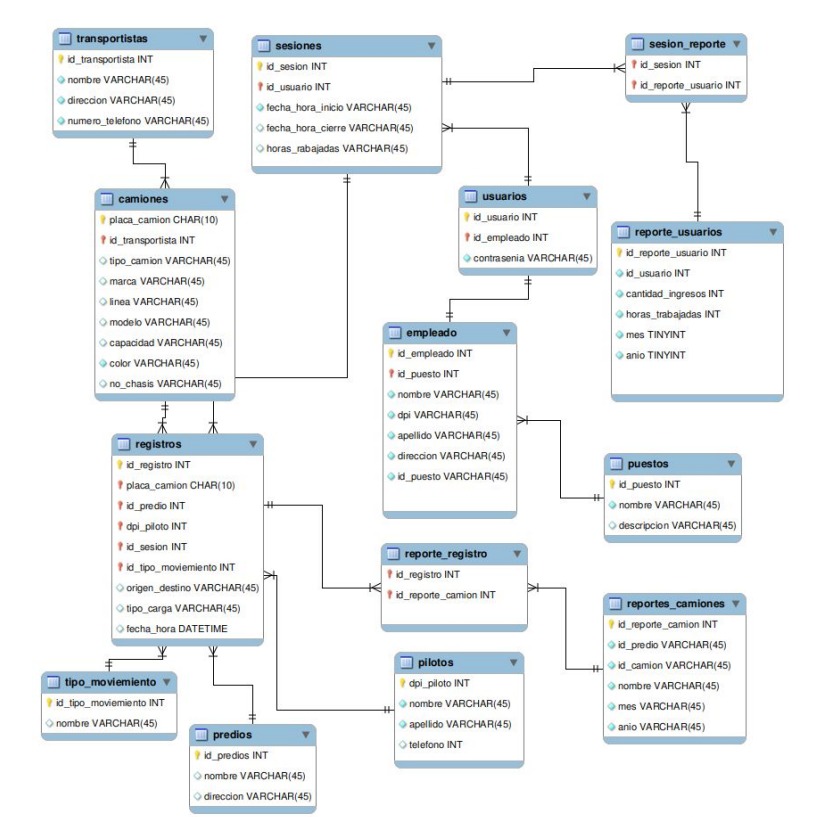 transportistas
id_transportista INT
nombre VARCHAR(45)
direccion VARCHAR(45)
numero_telefono VARCHAR(45)
sesiones
id_sesion INT
id_usuario INT
fecha_hora_inicio VARCHAR(45)
fecha_hora_cierre VARCHAR(45)
horas_rabajadas VARCHAR(45)
sesion_reporte
id_sesion INT
id_reporte_usuario INT
camiones
placa_camion CHAR(10)
id_transportista INT
tipo_camion VARCHAR(45)
marca VARCHAR(45)
linea VARCHAR(45)
modelo VARCHAR(45)
capacidad VARCHAR(45)
color VARCHAR(45)
no_chasis VARCHAR(45)
usuarios
id_usuario INT
id_empleado INT
contrasenia VARCHAR(45)
reporte_usuarios
id_reporte_usuario INT
id_usuario INT
cantidad_ingresos INT
horas_trabajadas INT
mes TINYINT
anio TINYINT
empleado
id_empleado INT
id_puesto INT
nombre VARCHAR(45)
dpi VARCHAR(45)
apellido VARCHAR(45)
direccion VARCHAR(45)
id_puesto VARCHAR(45)
registros
id_registro INT
placa_camion CHAR(10)
id_predio INT
dpi_piloto INT
id_sesion INT
id_tipo_moviemiento INT
origen_destino VARCHAR(45)
tipo_carga VARCHAR(45)
fecha_hora DATETIME
puestos
id_puesto INT
nombre VARCHAR(45)
descripcion VARCHAR(45)
reporte_registro
id_registro INT
id_reporte_camion INT
reportes_camiones
id_reporte_camion INT
id_predio VARCHAR(45)
id_camion VARCHAR(45)
nombre VARCHAR(45)
mes VARCHAR(45)
anio VARCHAR(45)
pilotos
dpi_piloto INT
nombre VARCHAR(45)
apellido VARCHAR(45)
telefono INT
tipo_moviemiento
id_tipo_moviemiento INT
nombre VARCHAR(45)
predios
id_predios INT
nombre VARCHAR(45)
direccion VARCHAR(45)